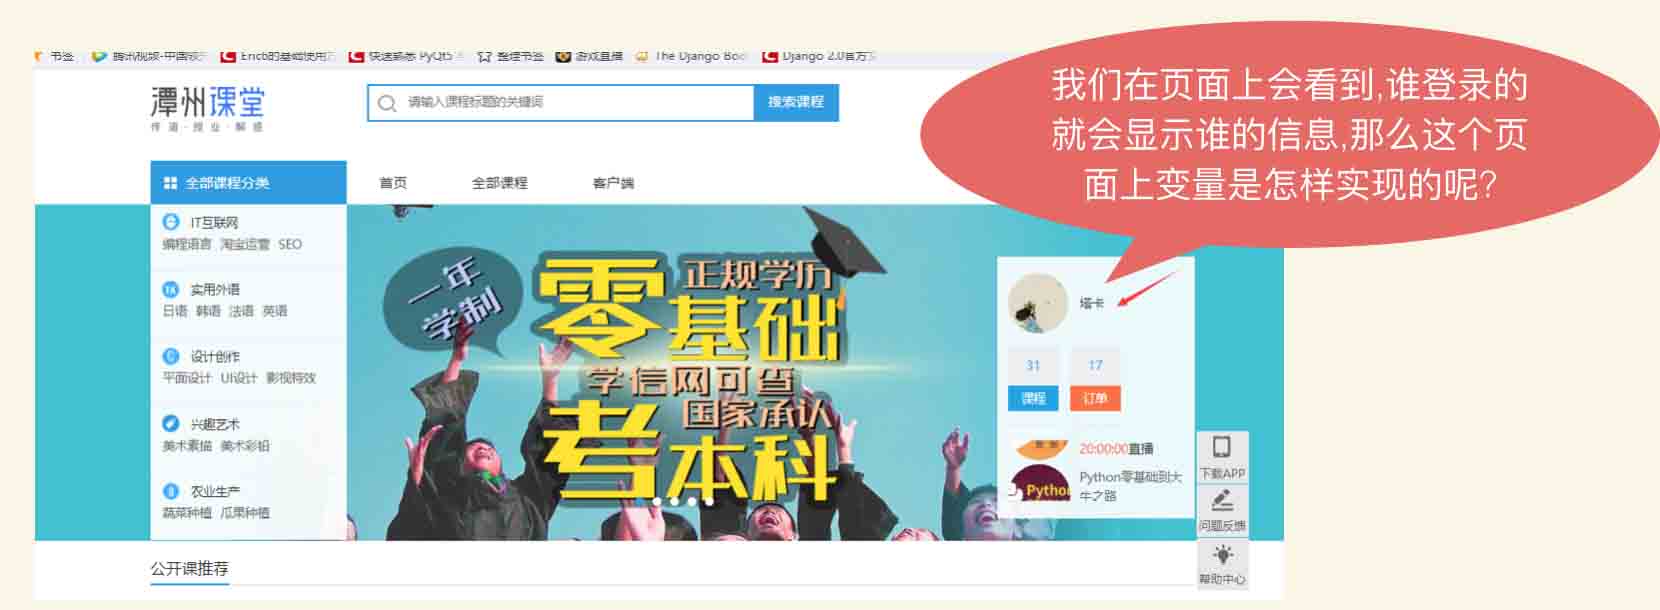 书签 腾讯视频-中国领先 Eric6的基础使用方 快速熟悉 PyQt5 整理书签 游戏直播 The Django Boo Django 2.0官方文
我们在页面上会看到,谁登录的
就会显示谁的信息,那么这个页
面上变量是怎样实现的呢?
潭州课堂
传 道 · 授 业 · 解 惑
请输入课程标题的关键词 搜索课程
全部课程分类 首页 全部课程 客户端
IT互联网
编程语言 淘宝运营 SEO
实用外语
日语 韩语 法语 英语
设计创作
平面设计 UI设计 影视特效
兴趣艺术
美术素描 美术彩铅
农业生产
蔬菜种植 瓜果种植
一年
学制
零 正规学历
基础
学信网可查
国家承认
考本科
塔卡
31 17
课程 订单
20:00:00直播
Python零基础到大
牛之路
Pytho
下载APP
问题反馈
帮助中心
公开课推荐